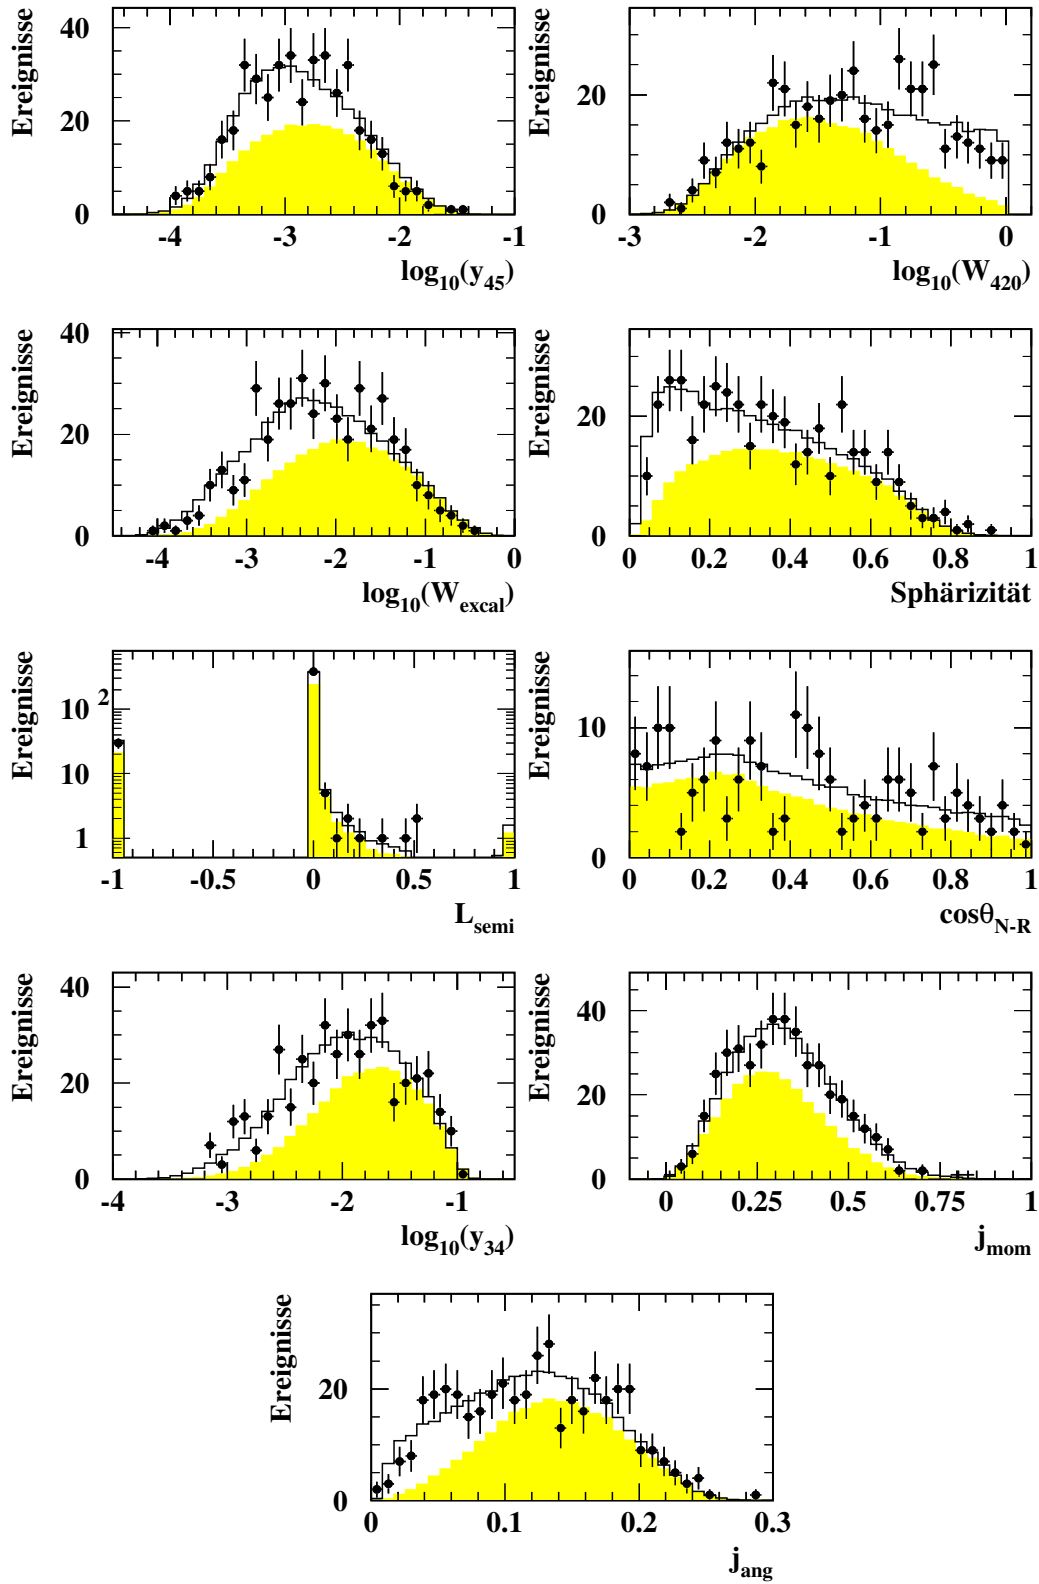 Ereignisse
40
20
0
-4 -3 -2 -1
log10(y45)
Ereignisse
20
0
-3 -2 -1 0
log10(W420)
Ereignisse
40
20
0
-4 -3 -2 -1 0
log10(Wexcal)
Ereignisse
20
0
0 0.2 0.4 0.6 0.8 1
Sphärizität
Ereignisse
10 2
10
1
-1 -0.5 0 0.5 1
Lsemi
Ereignisse
10
0
0 0.2 0.4 0.6 0.8 1
cosθN-R
Ereignisse
40
20
0
-4 -3 -2 -1
log10(y34)
Ereignisse
40
20
0
0 0.25 0.5 0.75 1
jmom
Ereignisse
20
0
0 0.1 0.2 0.3
jang